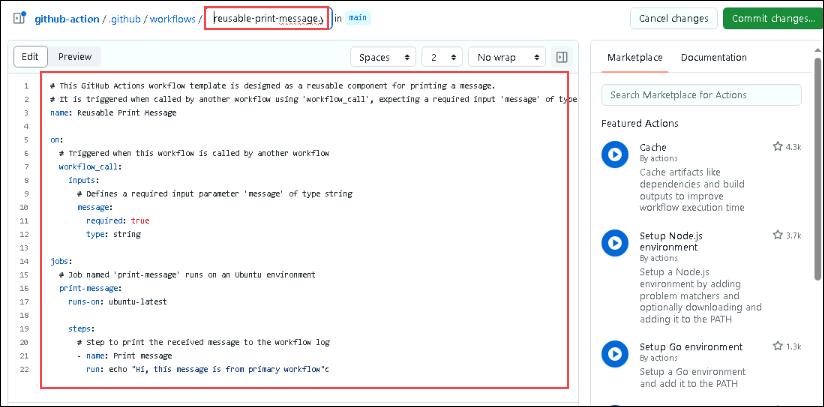 github-action / .github / workflows / reusable-print-message.y in main
Cancel changes
Commit changes...
Edit
Preview
Spaces
2
No wrap
1 # This GitHub Actions workflow template is designed as a reusable component for printing a message.
2 # It is triggered when called by another workflow using 'workflow_call', expecting a required input 'message' of type
3 name: Reusable Print Message
4
5 on:
6 # Triggered when this workflow is called by another workflow
7 workflow_call:
8 inputs:
9 # Defines a required input parameter 'message' of type string
10 message:
11 required: true
12 type: string
13
14 jobs:
15 # Job named 'print-message' runs on an Ubuntu environment
16 print-message:
17 runs-on: ubuntu-latest
18
19 steps:
20 # Step to print the received message to the workflow log
21 - name: Print message
22 run: echo "Hi, this message is from primary workflow"c
Marketplace
Documentation
Search Marketplace for Actions
Featured Actions
Cache
4.3k
By actions
Cache artifacts like
dependencies and build
outputs to improve
workflow execution time
Setup Node.js
environment
3.7k
By actions
Setup a Node.js
environment by adding
problem matchers and
optionally downloading and
adding it to the PATH
Setup Go environment
1.3k
By actions
Setup a Go environment
and add it to the PATH